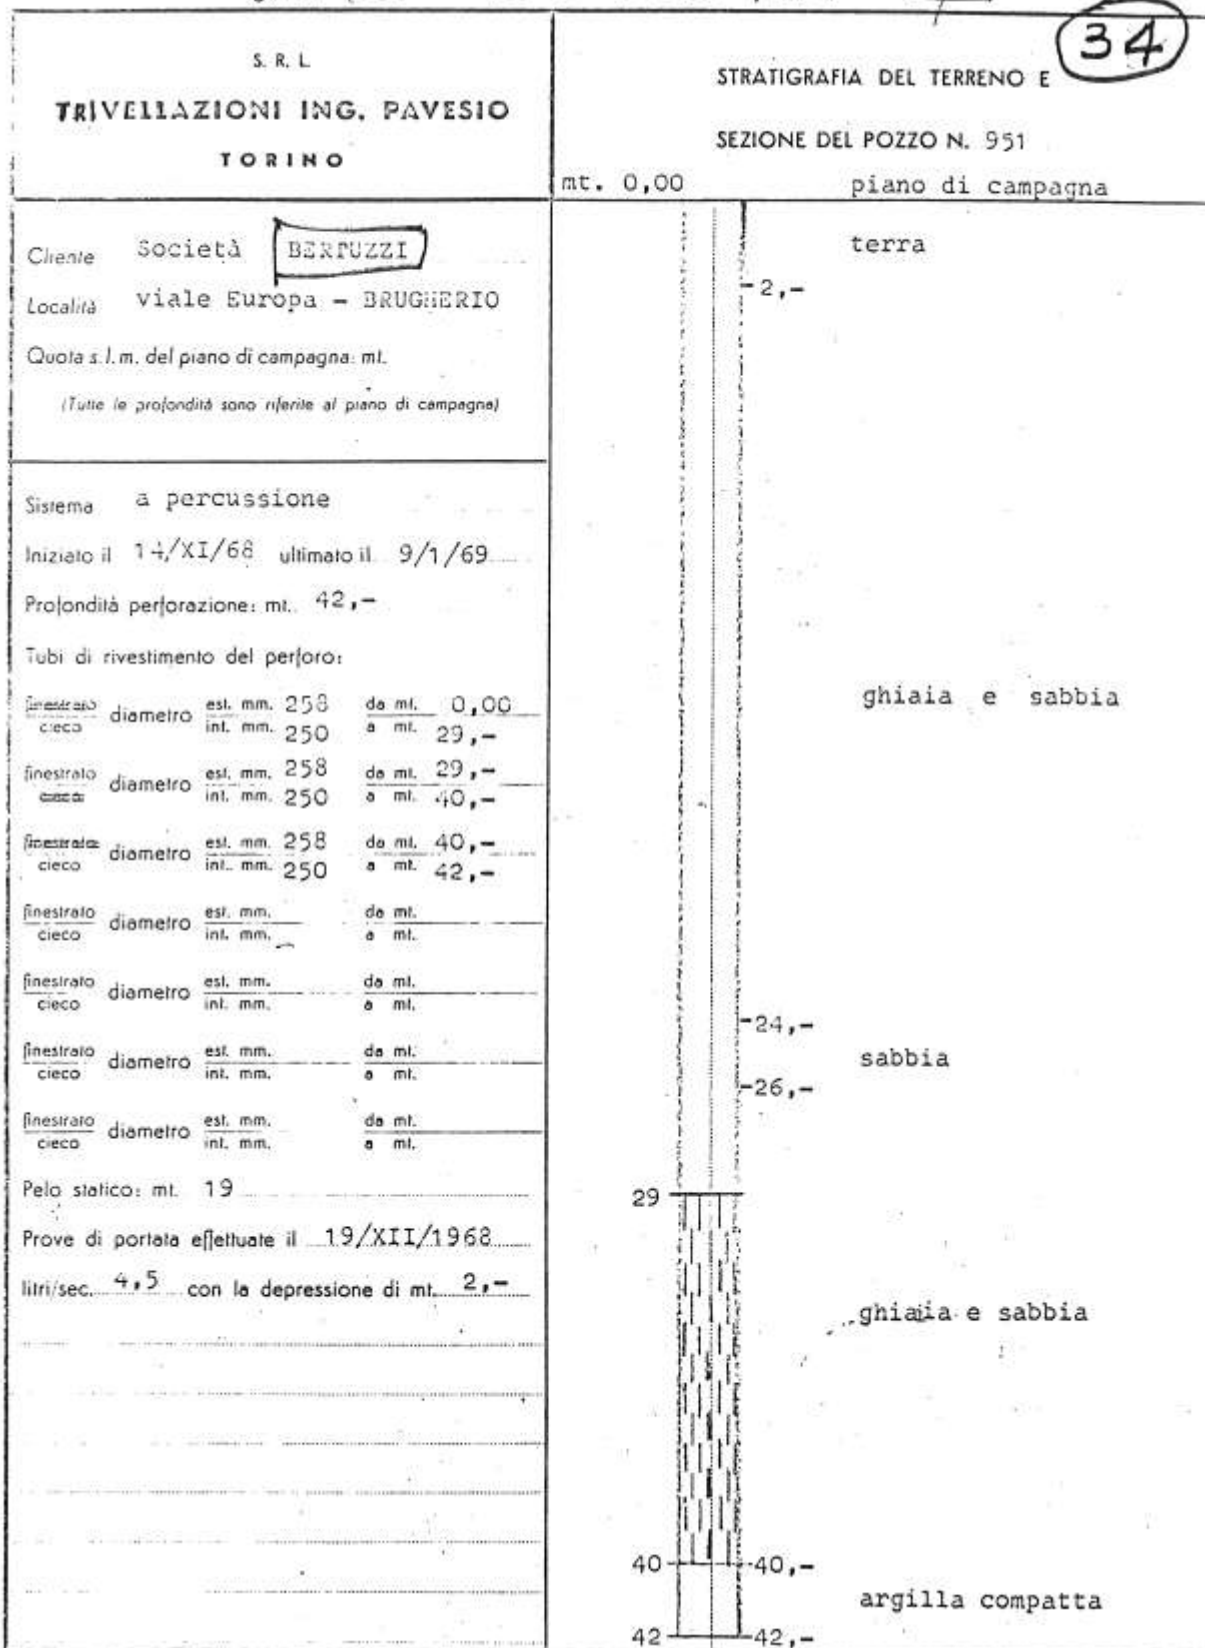 34
S. R. L.
TRIVELLAZIONI ING. PAVESIO
TORINO
STRATIGRAFIA DEL TERRENO E
SEZIONE DEL POZZO N. 951
mt. 0,00 piano di campagna
Cliente Società BERTUZZI
Località viale Europa - BRUGHERIO
Quota s.l.m. del piano di campagna: mt.
(Tutte le profondità sono riferite al piano di campagna)
Sistema a percussione
Iniziato il 14/XI/68 ultimato il 9/1/69
Profondità perforazione: mt. 42,-
Tubi di rivestimento del perforo:
finestrato diametro est. mm. 258 da mt. 0,00
cieco int. mm. 250 a mt. 29,-
finestrato diametro est. mm. 258 da mt. 29,-
cieco int. mm. 250 a mt. 40,-
finestrato diametro est. mm. 258 da mt. 40,-
cieco int. mm. 250 a mt. 42,-
finestrato diametro est. mm. da mt.
cieco int. mm. a mt.
finestrato diametro est. mm. da mt.
cieco int. mm. a mt.
finestrato diametro est. mm. da mt.
cieco int. mm. a mt.
finestrato diametro est. mm. da mt.
cieco int. mm. a mt.
Pelo statico: mt. 19
Prove di portata effettuate il 19/XII/1968
litri/sec. 4,5 con la depressione di mt. 2,-
terra
-2,-
ghiaia e sabbia
-24,-
sabbia
-26,-
29
ghiaiia e sabbia
40 -40,-
argilla compatta
42 -42,-